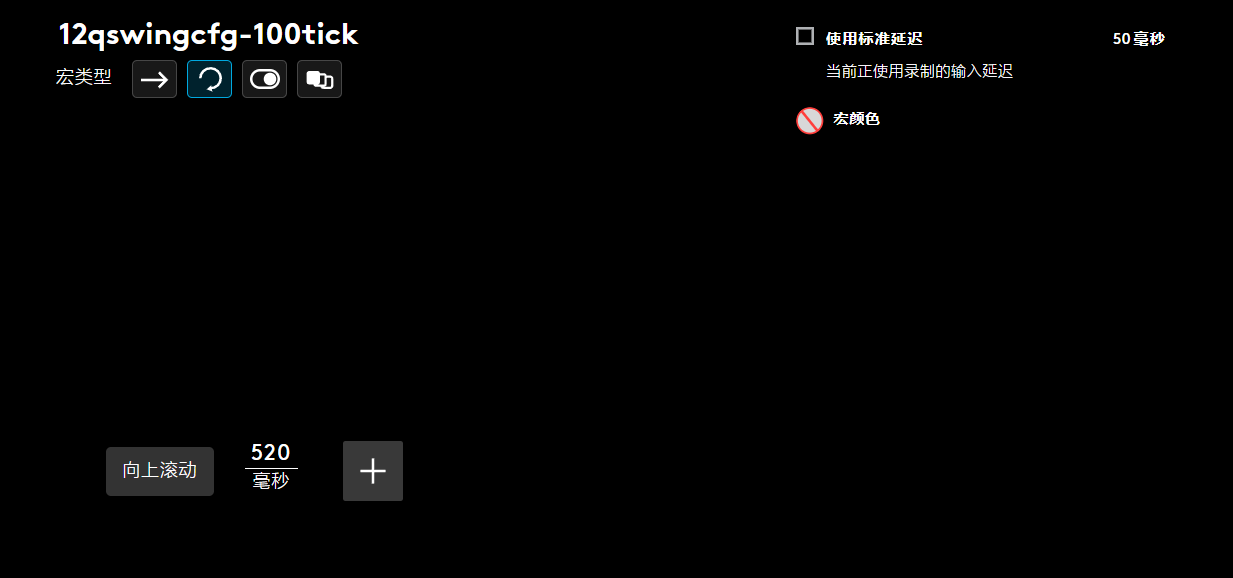 12qswingcfg-100tick
宏类型
使用标准延迟
50 毫秒
当前正使用录制的输入延迟
宏颜色
向上滚动
520
毫秒